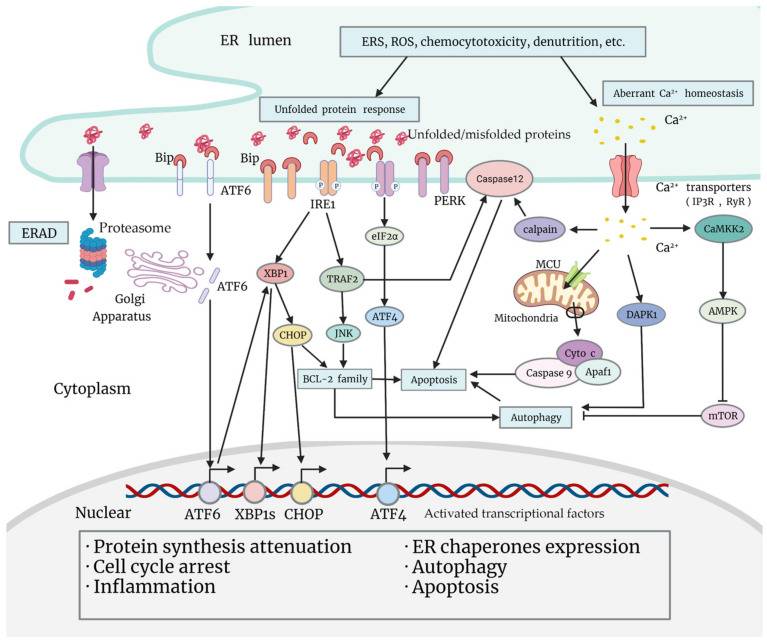 ER lumen
ERS, ROS, chemocytotoxicity, denutrition, etc.
Unfolded protein response
Aberrant Ca²⁺ homeostasis
Ca²⁺
Unfolded/misfolded proteins
Bip
Bip
ATF6
P
P
P
P
IRE1
PERK
Caspase12
Ca²⁺ transporters
( IP3R , RyR )
ERAD
Proteasome
eIF2α
calpain
Ca²⁺
CaMKK2
Golgi
Apparatus
ATF6
XBP1
TRAF2
MCU
Mitochondria
DAPK1
AMPK
ATF4
CHOP
JNK
Cyto c
Caspase 9
Apaf1
BCL-2 family
Apoptosis
Autophagy
mTOR
Cytoplasm
Nuclear
ATF6
XBP1s
CHOP
ATF4
Activated transcriptional factors
· Protein synthesis attenuation
· Cell cycle arrest
· Inflammation
· ER chaperones expression
· Autophagy
· Apoptosis